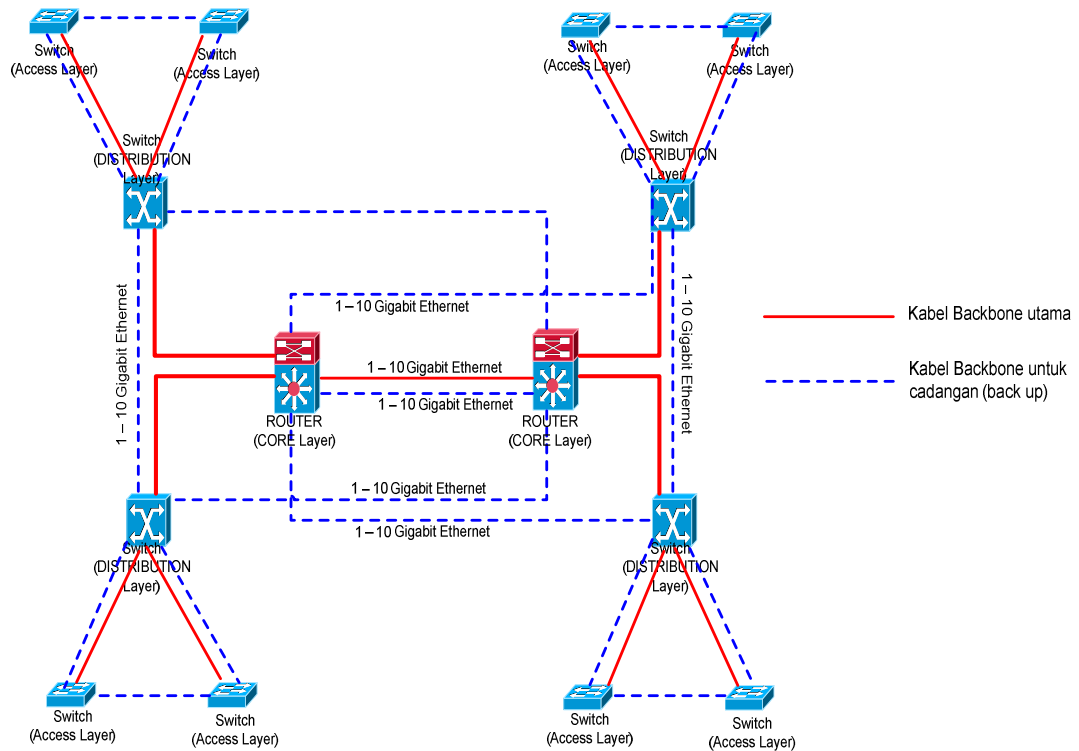 Switch
(Access Layer)
Switch
(Access Layer)
Switch
(Access Layer)
Switch
(Access Layer)
Switch
(DISTRIBUTION
Layer)
Switch
(DISTRIBUTION
Layer)
1 – 10 Gigabit Ethernet
1 – 10 Gigabit Ethernet
1 – 10 Gigabit Ethernet
1 – 10 Gigabit Ethernet
1 – 10 Gigabit Ethernet
ROUTER
(CORE Layer)
ROUTER
(CORE Layer)
1 – 10 Gigabit Ethernet
1 – 10 Gigabit Ethernet
Kabel Backbone utama
Kabel Backbone untuk
cadangan (back up)
Switch
(DISTRIBUTION
Layer)
Switch
(DISTRIBUTION
Layer)
Switch
(Access Layer)
Switch
(Access Layer)
Switch
(Access Layer)
Switch
(Access Layer)